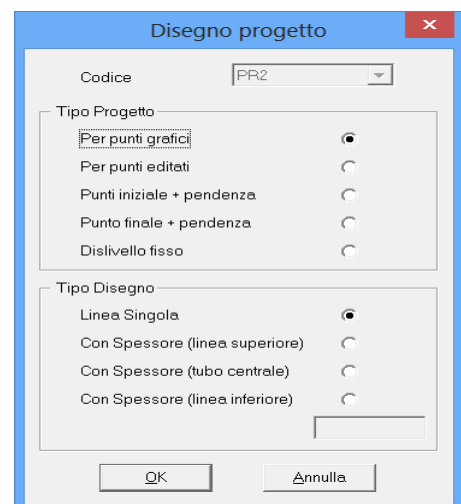 Disegno progetto
Codice PR2
Tipo Progetto
Per punti grafici
Per punti editati
Punti iniziale + pendenza
Punto finale + pendenza
Dislivello fisso
Tipo Disegno
Linea Singola
Con Spessore (linea superiore)
Con Spessore (tubo centrale)
Con Spessore (linea inferiore)
OK Annulla